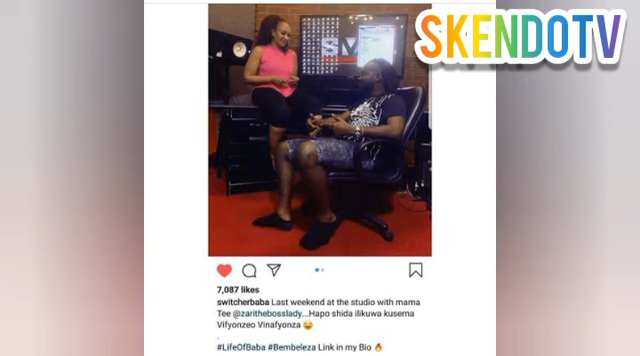 SKENDOTV
SM
7,087 likes
switcherbaba Last weekend at the studio with mama
Tee @zarithebosslady...Hapo shida ilikuwa kusema
Vifyonzeo Vinafyonza 😂
.
#LifeOfBaba #Bembeleza Link in my Bio 🔥